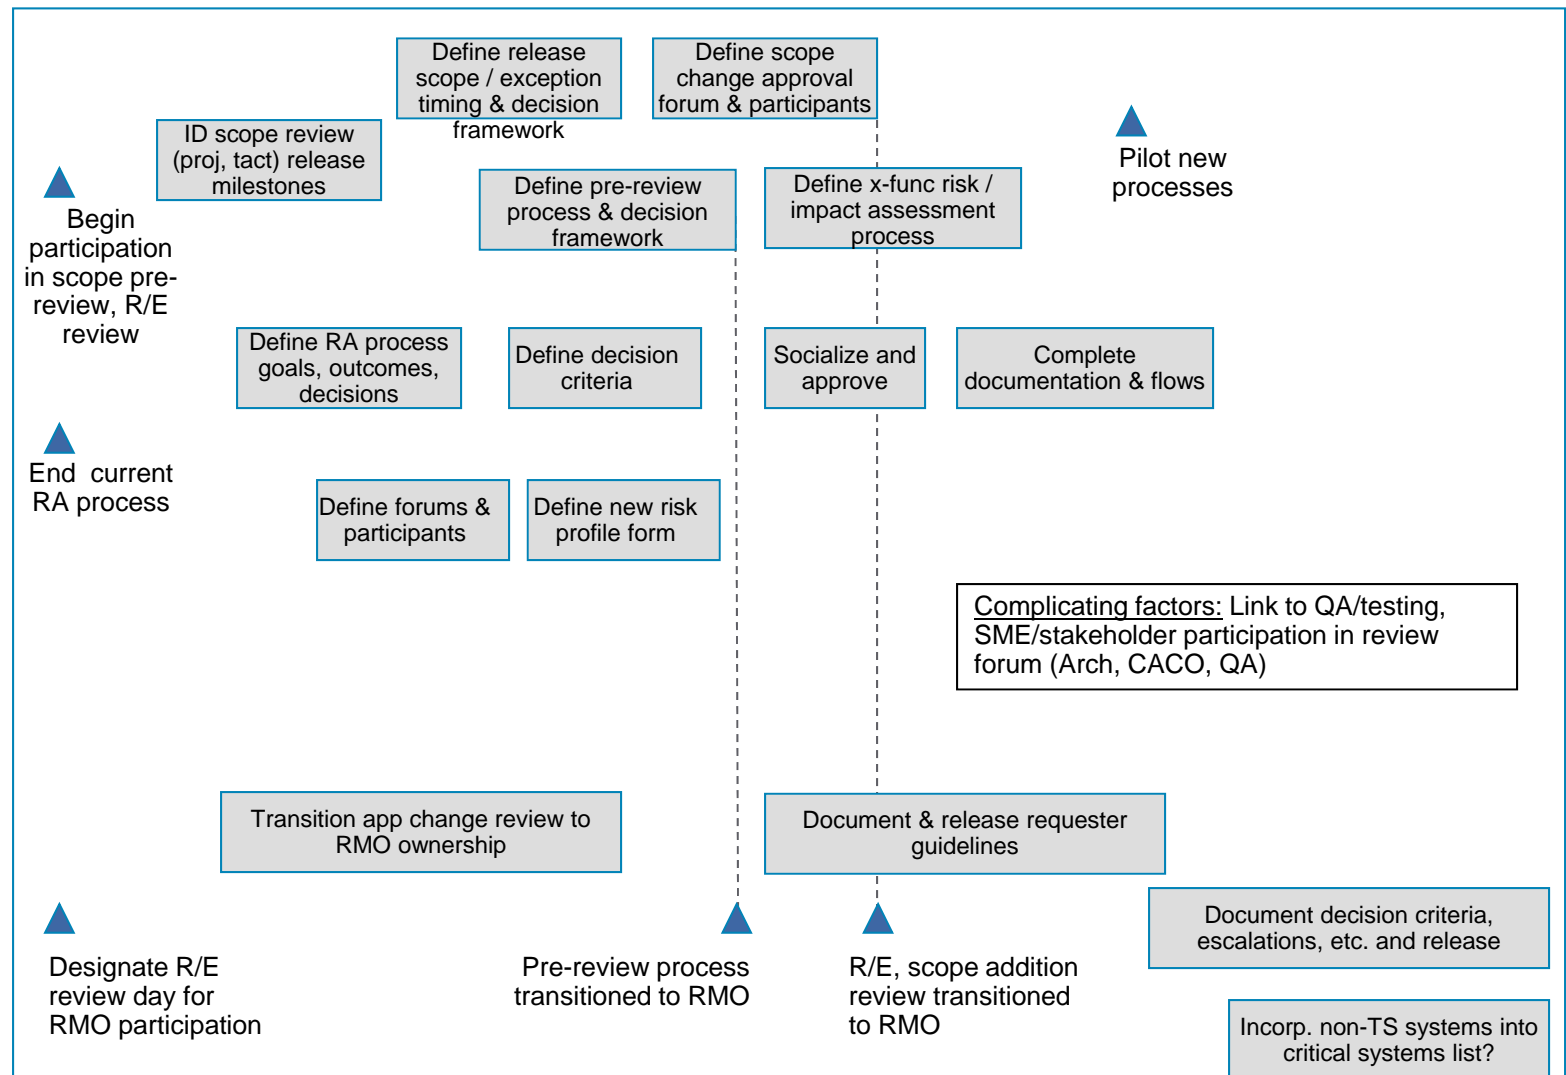 Define release
scope / exception
timing & decision
framework
Define scope
change approval
forum & participants
ID scope review
(proj, tact) release
milestones
Pilot new
processes
Define pre-review
process & decision
framework
Define x-func risk /
impact assessment
process
Begin
participation
in scope pre-
review, R/E
review
Define RA process
goals, outcomes,
decisions
Define decision
criteria
Socialize and
approve
Complete
documentation & flows
End current
RA process
Define forums &
participants
Define new risk
profile form
Complicating factors: Link to QA/testing,
SME/stakeholder participation in review
forum (Arch, CACO, QA)
Transition app change review to
RMO ownership
Document & release requester
guidelines
Document decision criteria,
escalations, etc. and release
Designate R/E
review day for
RMO participation
Pre-review process
transitioned to RMO
R/E, scope addition
review transitioned
to RMO
Incorp. non-TS systems into
critical systems list?